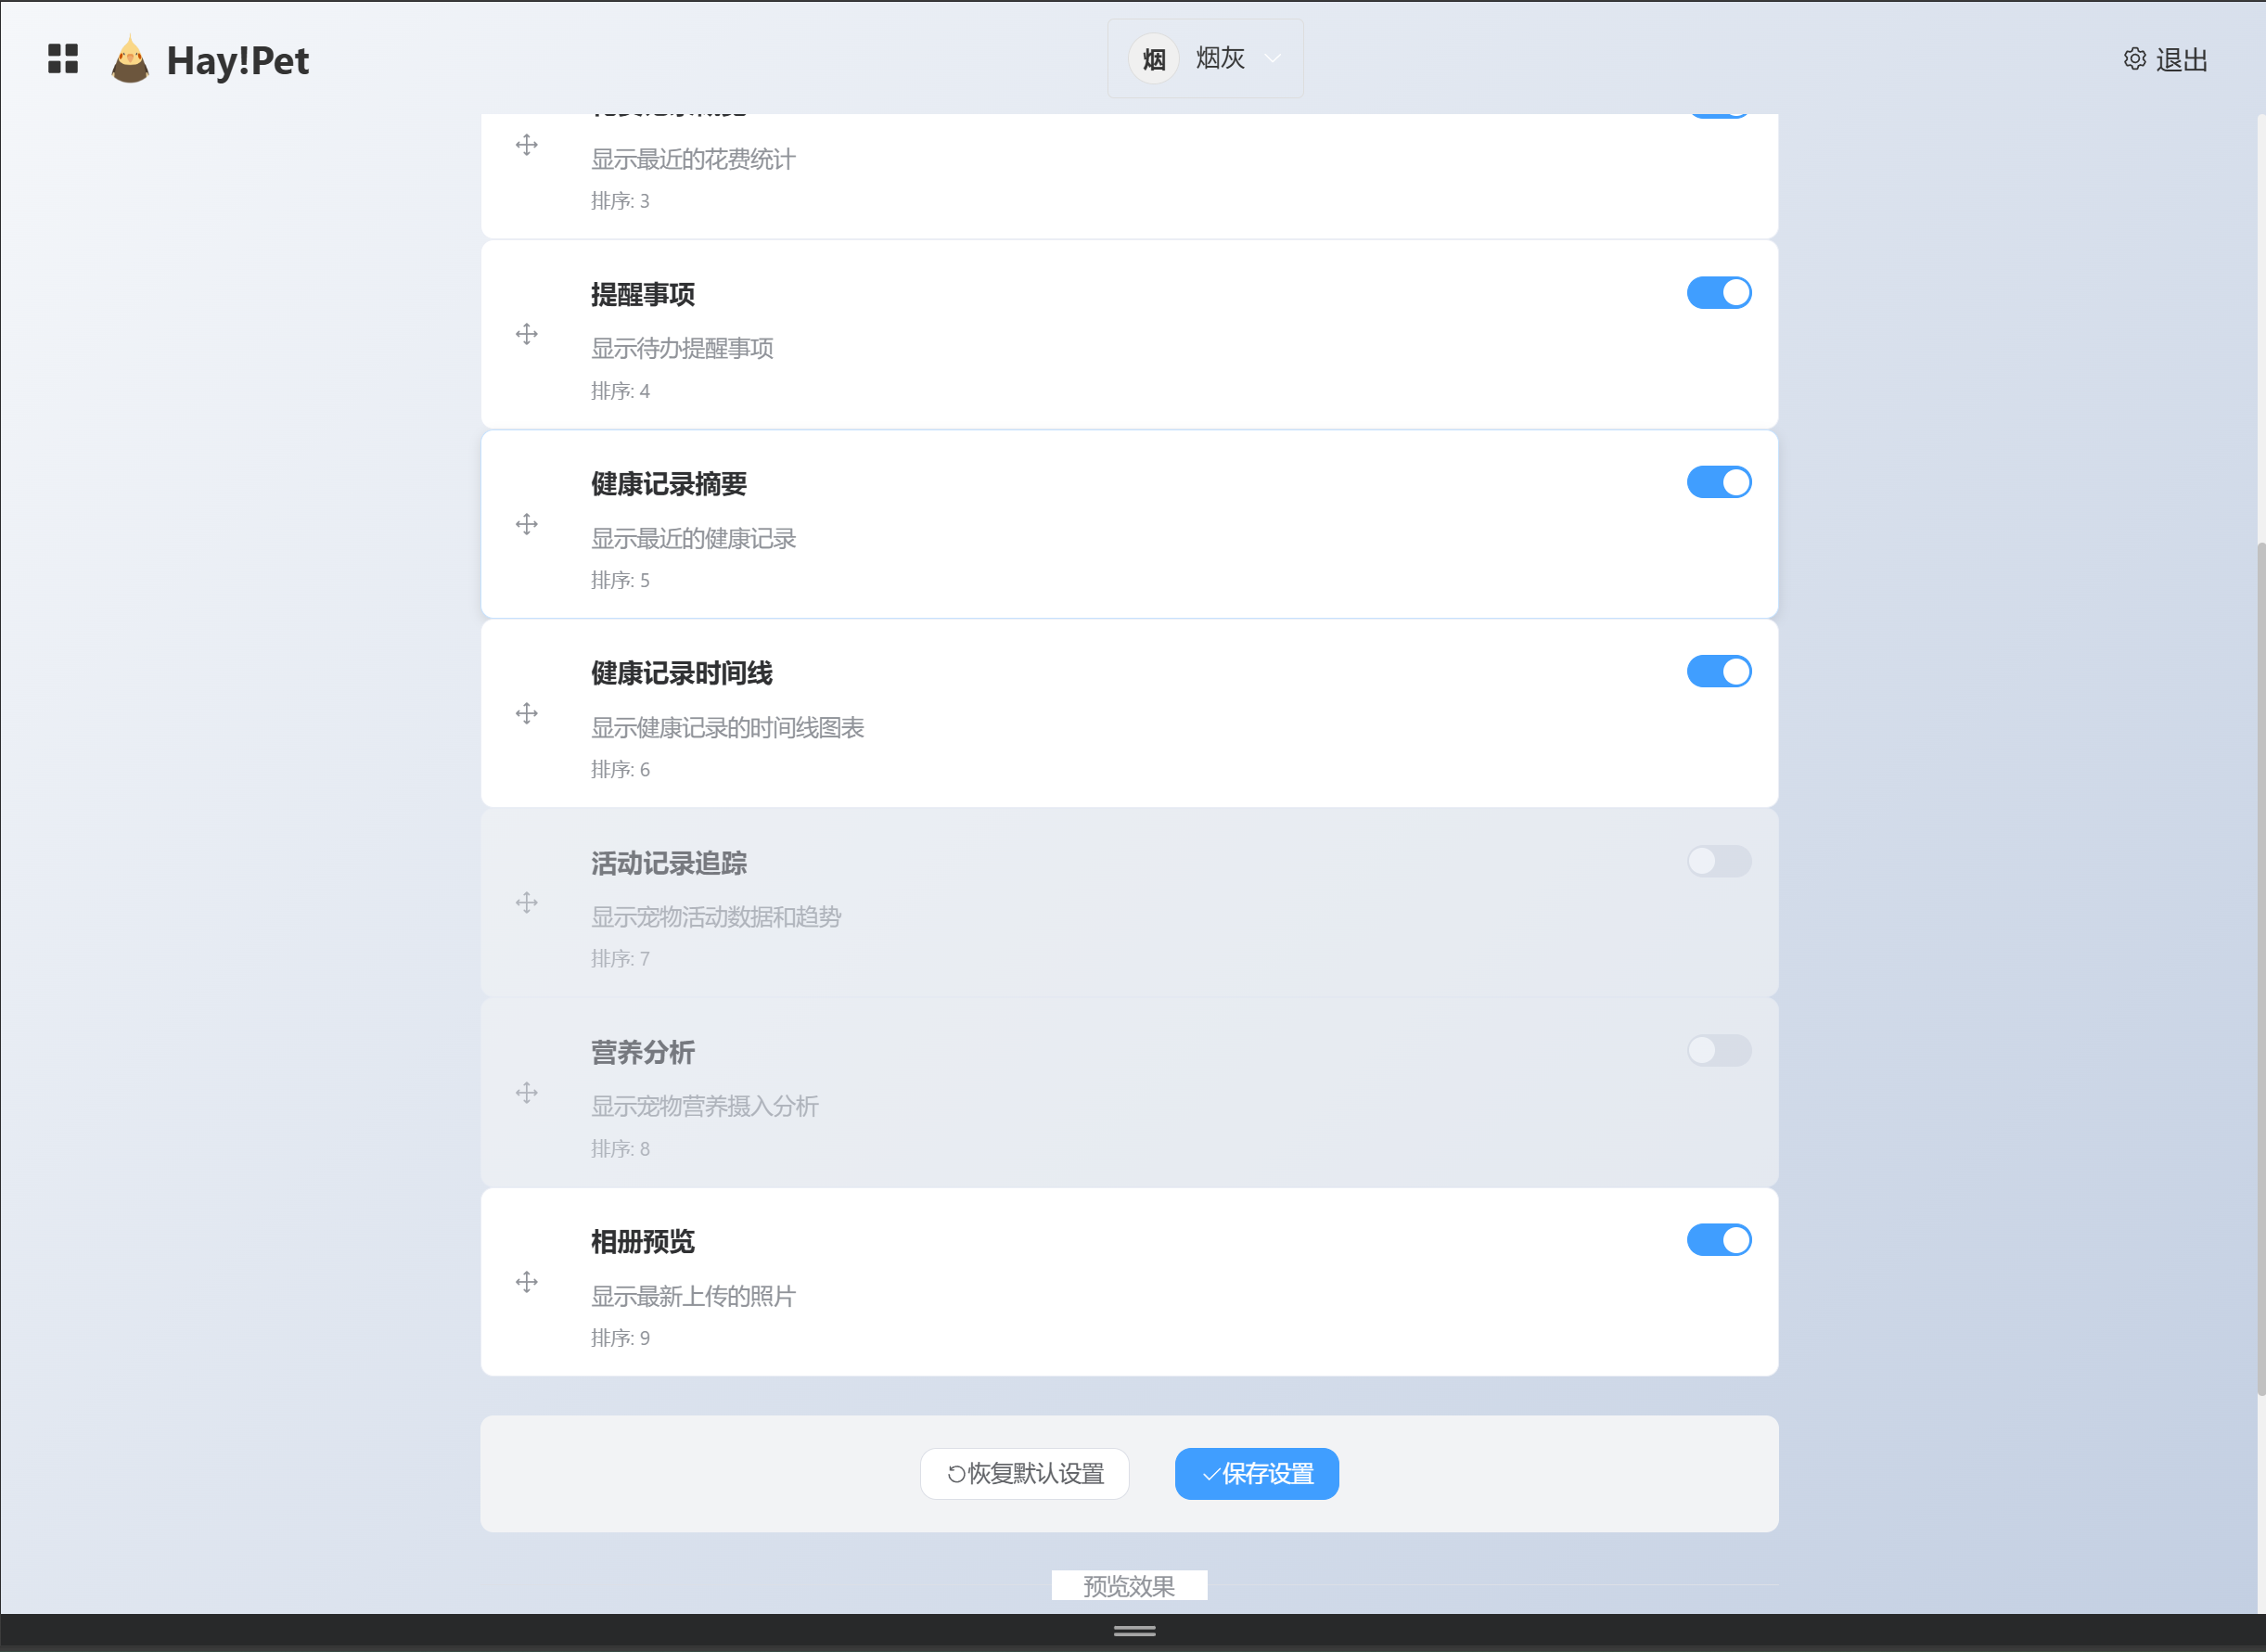 Hay!Pet
烟 烟灰
退出
显示最近的花费统计
排序: 3
提醒事项
显示待办提醒事项
排序: 4
健康记录摘要
显示最近的健康记录
排序: 5
健康记录时间线
显示健康记录的时间线图表
排序: 6
活动记录追踪
显示宠物活动数据和趋势
排序: 7
营养分析
显示宠物营养摄入分析
排序: 8
相册预览
显示最新上传的照片
排序: 9
恢复默认设置
保存设置
预览效果